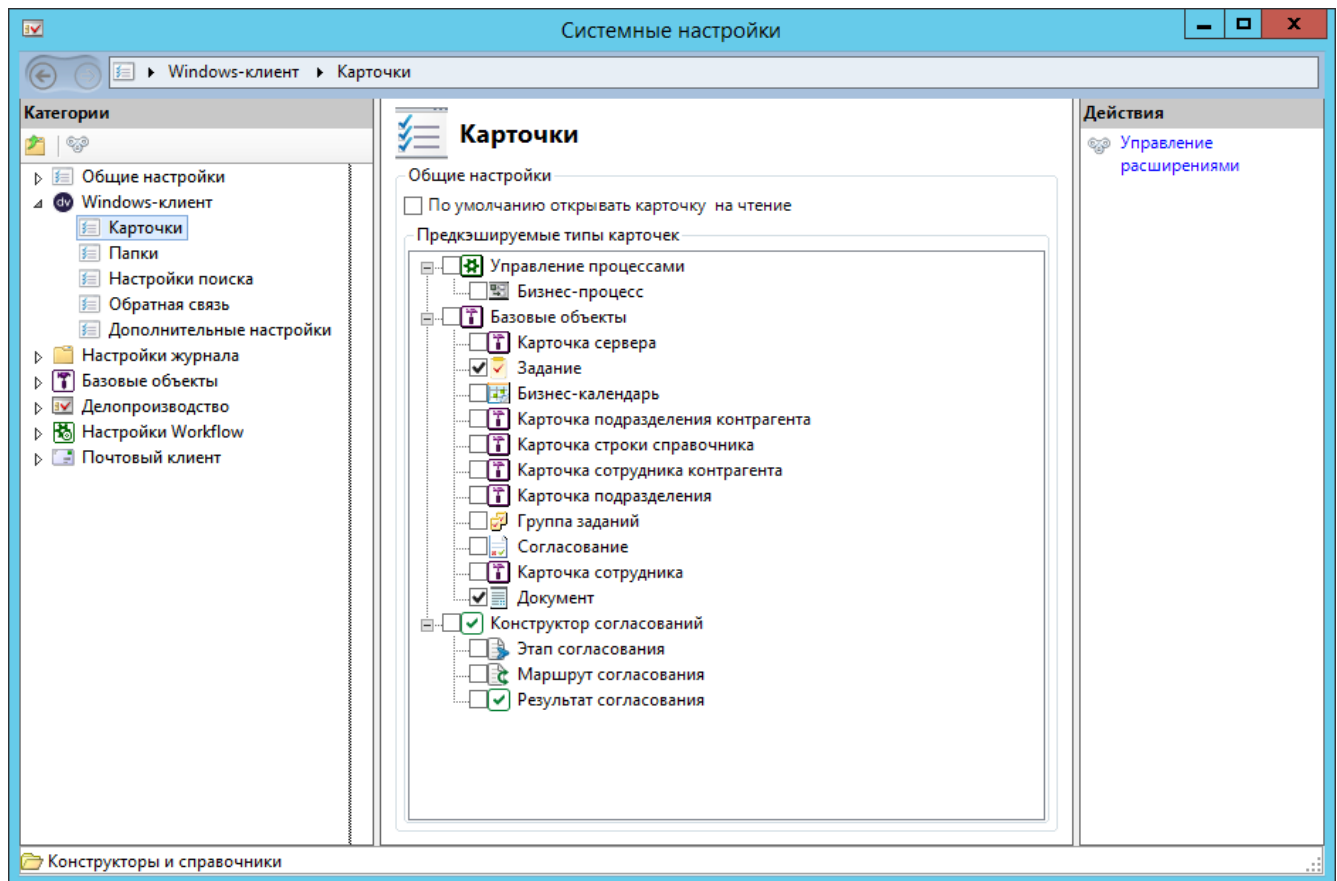 Системные настройки
Windows-клиент
Карточки
Категории
Общие настройки
Windows-клиент
Карточки
Папки
Настройки поиска
Обратная связь
Дополнительные настройки
Настройки журнала
Базовые объекты
Делопроизводство
Настройки Workflow
Почтовый клиент
Карточки
Общие настройки
По умолчанию открывать карточку на чтение
Предкэшируемые типы карточек
Управление процессами
Бизнес-процесс
Базовые объекты
Карточка сервера
Задание
Бизнес-календарь
Карточка подразделения контрагента
Карточка строки справочника
Карточка сотрудника контрагента
Карточка подразделения
Группа заданий
Согласование
Карточка сотрудника
Документ
Конструктор согласований
Этап согласования
Маршрут согласования
Результат согласования
Действия
Управление
расширениями
Конструкторы и справочники